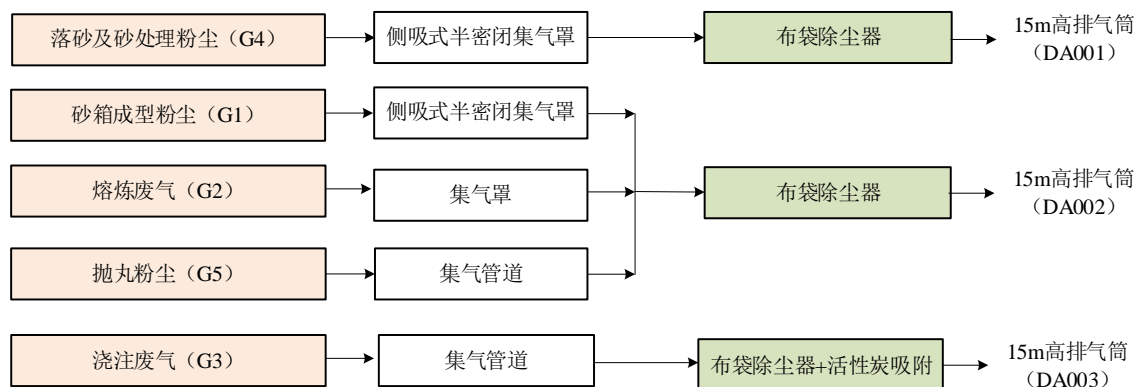 落砂及砂处理粉尘（G4）
侧吸式半密闭集气罩
布袋除尘器
15m高排气筒
（DA001）
砂箱成型粉尘（G1）
侧吸式半密闭集气罩
熔炼废气（G2）
集气罩
布袋除尘器
15m高排气筒
（DA002）
抛丸粉尘（G5）
集气管道
浇注废气（G3）
集气管道
布袋除尘器+活性炭吸附
15m高排气筒
（DA003）